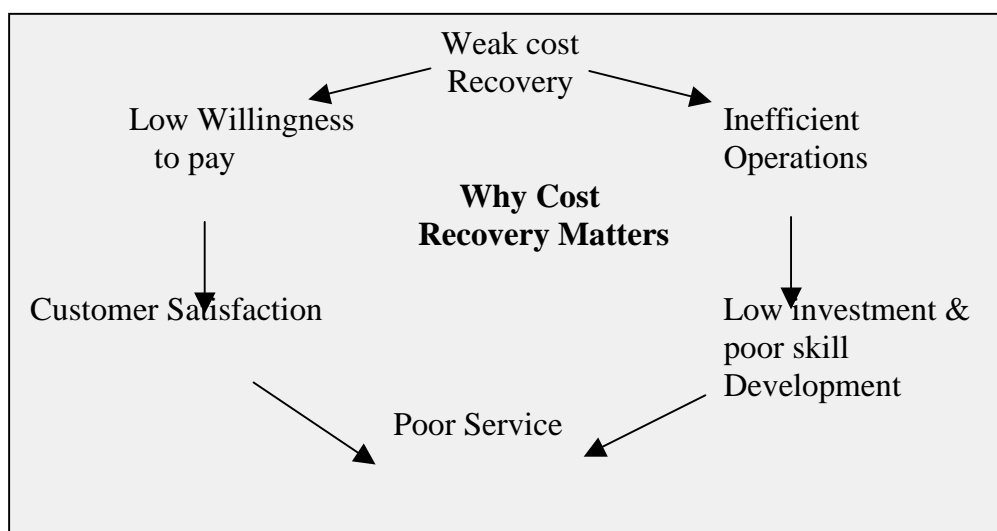 Weak cost
Recovery
Low Willingness
to pay
Inefficient
Operations
Why Cost
Recovery Matters
Customer Satisfaction
Low investment &
poor skill
Development
Poor Service